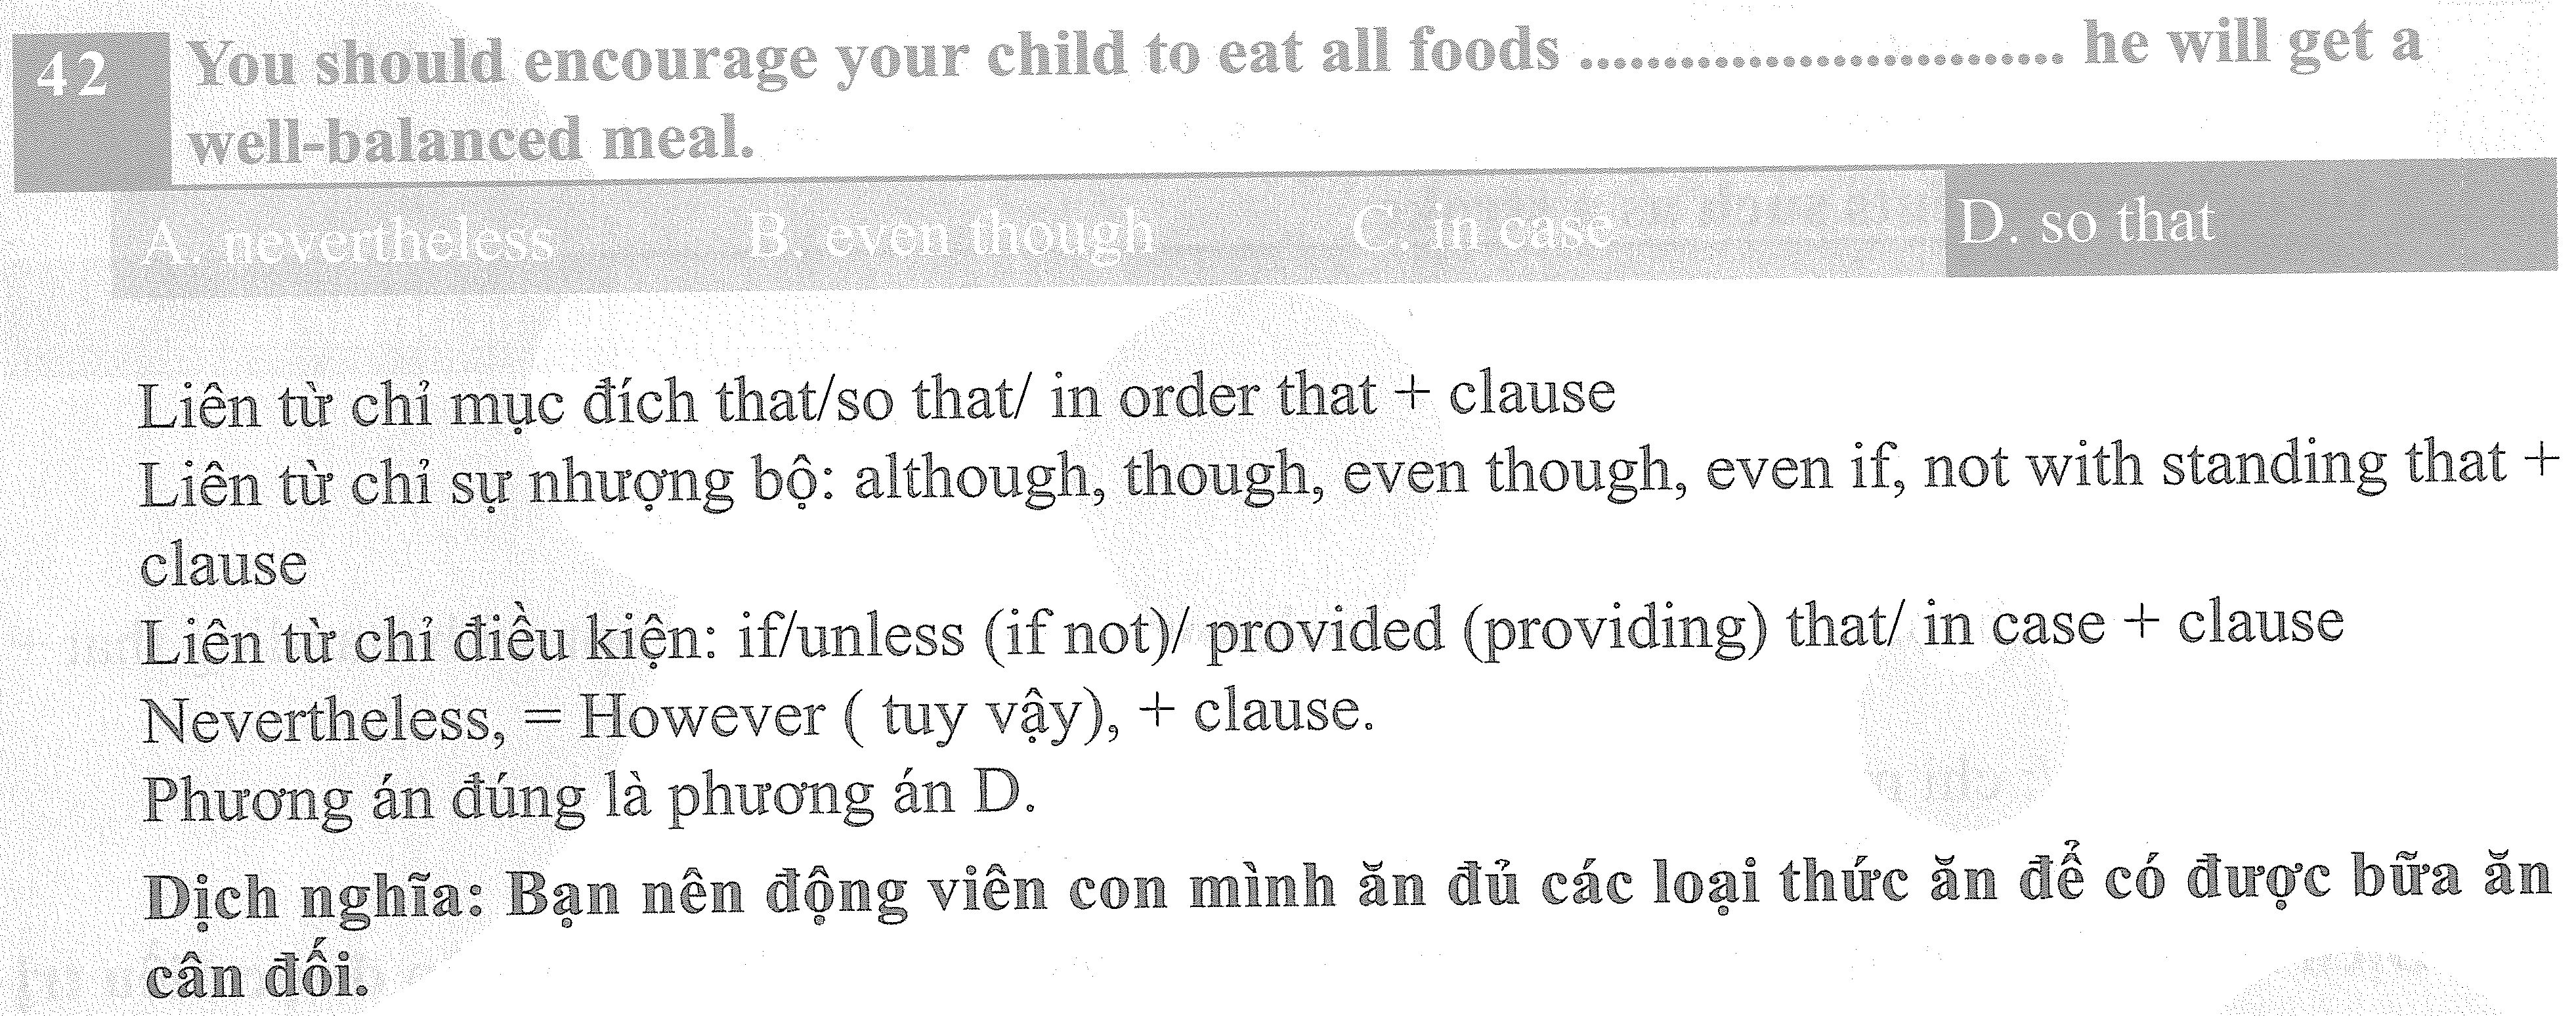 42 You should encourage your child to eat all foods ............................. he will get a
well-balanced meal.
A. nevertheless B. even though C. in case D. so that
Liên từ chỉ mục đích that/so that/ in order that + clause
Liên từ chỉ sự nhượng bộ: although, though, even though, even if, not with standing that +
clause
Liên từ chỉ điều kiện: if/unless (if not)/ provided (providing) that/ in case + clause
Nevertheless, = However ( tuy vậy), + clause.
Phương án đúng là phương án D.
Dịch nghĩa: Bạn nên động viên con mình ăn đủ các loại thức ăn để có được bữa ăn
cân đối.